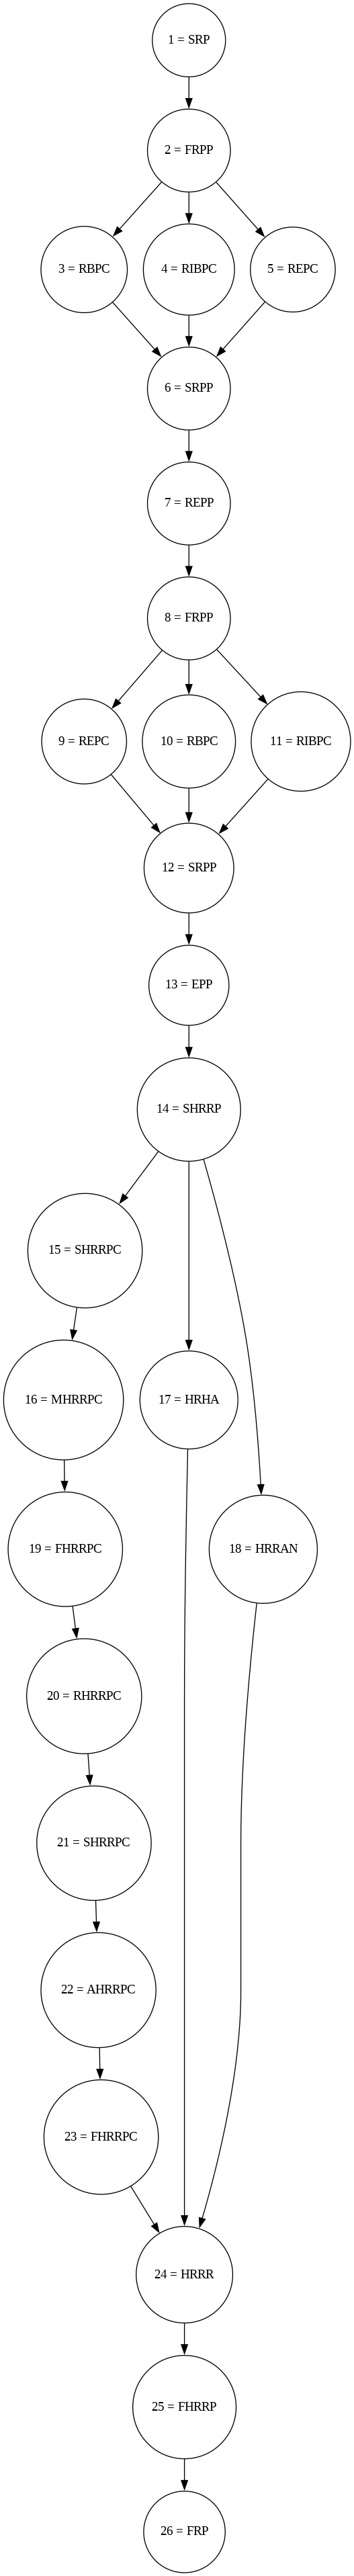 1 = SRP
2 = FRPP
3 = RBPC
4 = RIBPC
5 = REPC
6 = SRPP
7 = REPP
8 = FRPP
9 = REPC
10 = RBPC
11 = RIBPC
12 = SRPP
13 = EPP
14 = SHRRP
15 = SHRRPC
16 = MHRRPC
17 = HRHA
18 = HRRAN
19 = FHRRPC
20 = RHRRPC
21 = SHRRPC
22 = AHRRPC
23 = FHRRPC
24 = HRRR
25 = FHRRP
26 = FRP